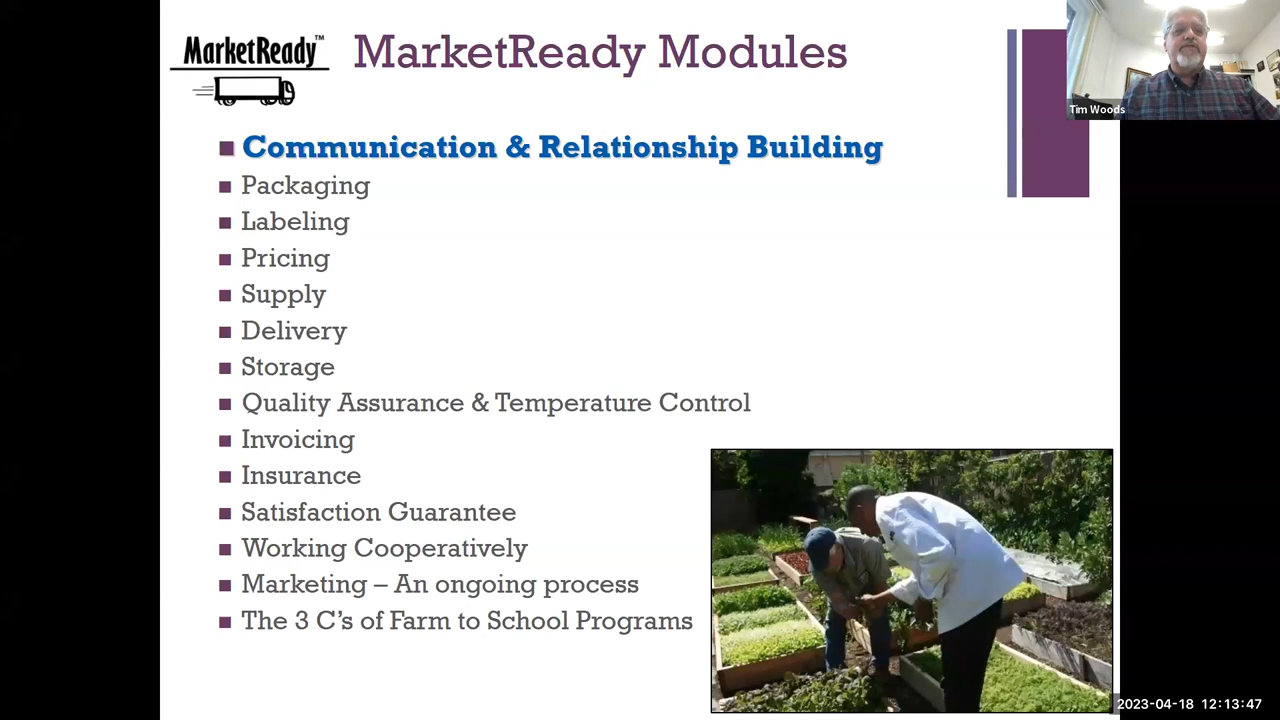 MarketReady™
MarketReady Modules
Tim Woods
Communication & Relationship Building
Packaging
Labeling
Pricing
Supply
Delivery
Storage
Quality Assurance & Temperature Control
Invoicing
Insurance
Satisfaction Guarantee
Working Cooperatively
Marketing – An ongoing process
The 3 C’s of Farm to School Programs
2023-04-18 12:13:47